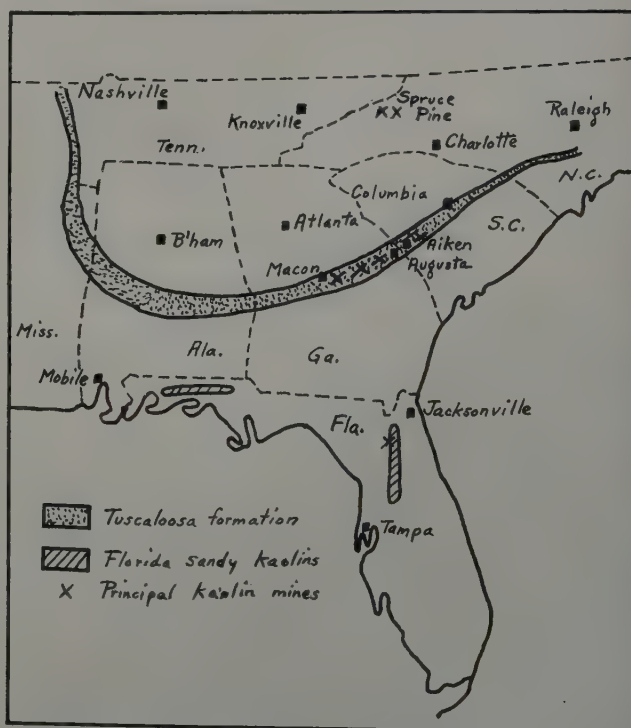 Nashville
Knoxville
Spruce
XX Pine
Raleigh
Tenn.
Charlotte
N.C.
Columbia
S.C.
Atlanta
B'ham
Aiken
Augusta
Macon
Miss.
Ala.
Ga.
Mobile
Jacksonville
Fla.
Tampa
Tuscaloosa formation
Florida sandy kaolins
X Principal kaolin mines